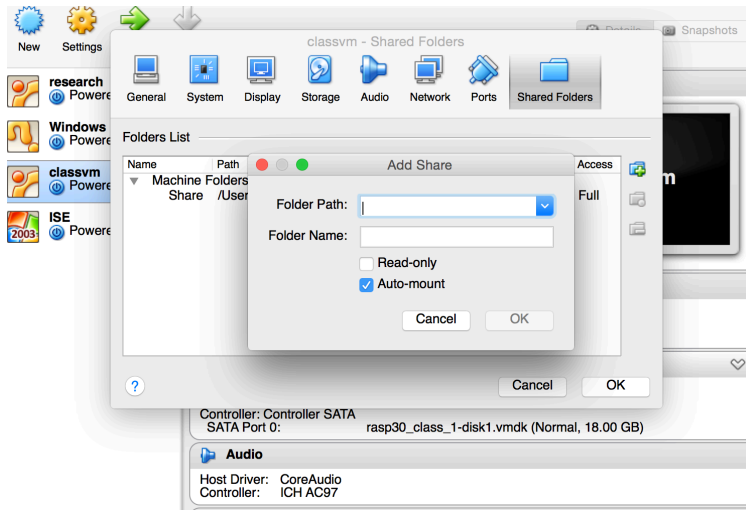 Details Snapshots
New Settings
classvm - Shared Folders
General System Display Storage Audio Network Ports Shared Folders
research
Powere
Windows
Powere
classvm
Powere
ISE
2003
Powere
Folders List
Name Path Access
Machine Folders
Share /User Full
Add Share
Folder Path:
Folder Name:
Read-only
Auto-mount
Cancel OK
m
?
Cancel OK
Controller: Controller SATA
SATA Port 0: rasp30_class_1-disk1.vmdk (Normal, 18.00 GB)
Audio
Host Driver: CoreAudio
Controller: ICH AC97